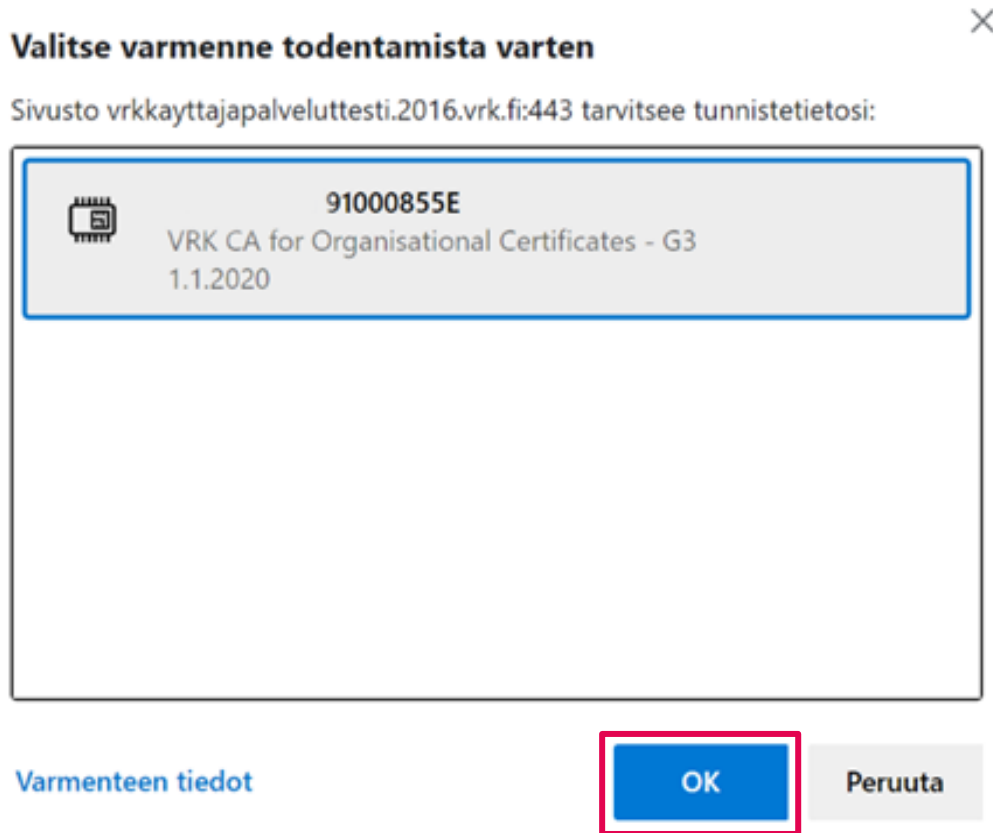 Valitse varmenne todentamista varten
Sivusto vrkkayttajapalveluttesti.2016.vrk.fi:443 tarvitsee tunnistetietosi:
91000855E
VRK CA for Organisational Certificates - G3
1.1.2020
Varmenteen tiedot
OK
Peruuta